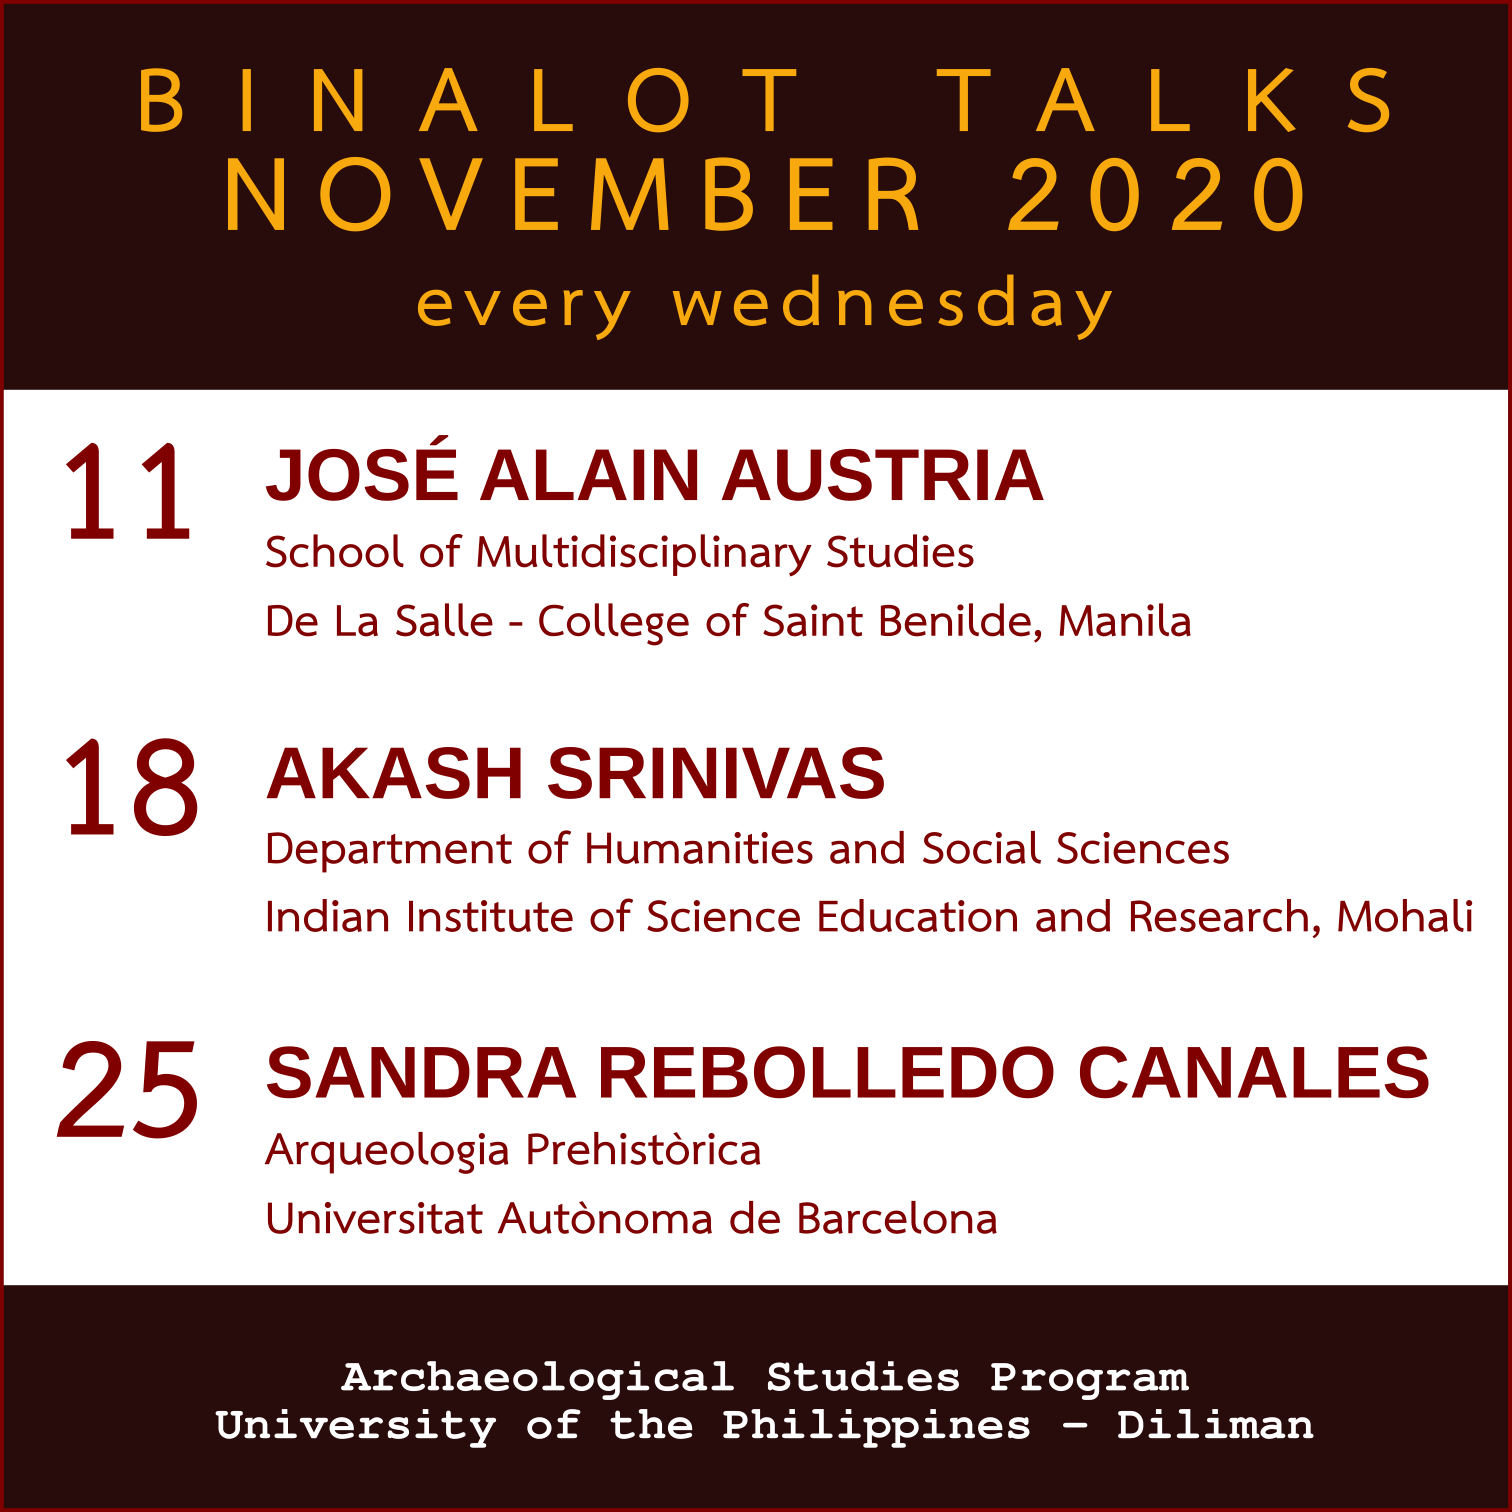 BINALOT TALKS
NOVEMBER 2020
every wednesday
11
JOSÉ ALAIN AUSTRIA
School of Multidisciplinary Studies
De La Salle - College of Saint Benilde, Manila
18
AKASH SRINIVAS
Department of Humanities and Social Sciences
Indian Institute of Science Education and Research, Mohali
25
SANDRA REBOLLEDO CANALES
Arqueologia Prehistòrica
Universitat Autònoma de Barcelona
Archaeological Studies Program
University of the Philippines – Diliman